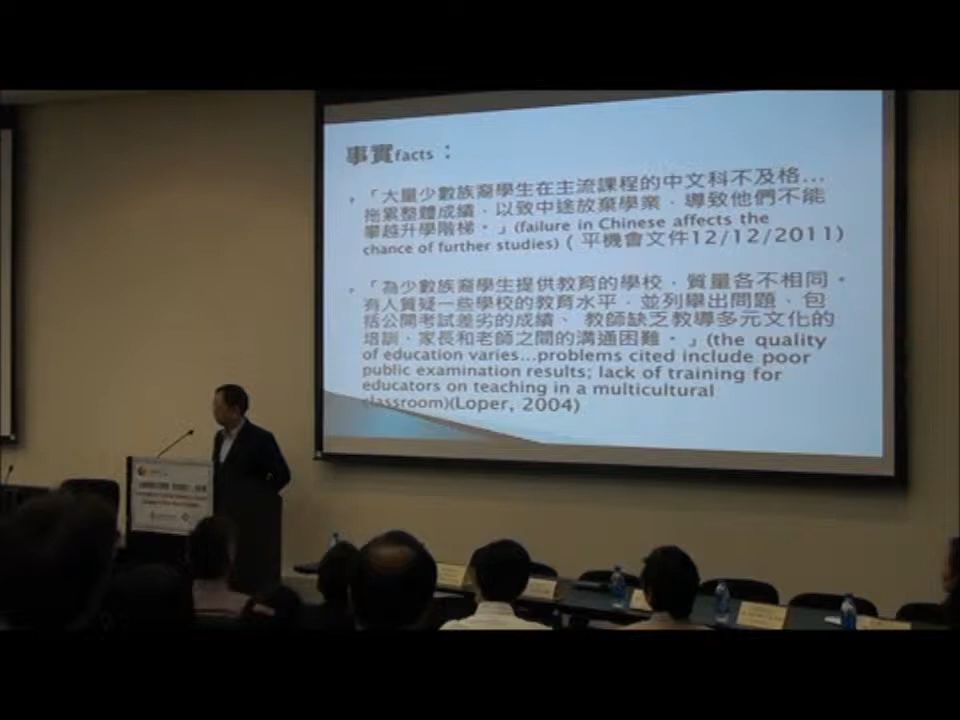 事實facts：
「大量少數族裔學生在主流課程的中文科不及格…
拖累整體成績，以致中途放棄學業，導致他們不能
攀越升學階梯。」(failure in Chinese affects the
chance of further studies) ( 平機會文件12/12/2011)
「為少數族裔學生提供教育的學校，質量各不相同。
有人質疑一些學校的教育水平，並列舉出問題、包
括公開考試差劣的成績、 教師缺乏教導多元文化的
培訓，家長和老師之間的溝通困難。」(the quality
of education varies...problems cited include poor
public examination results; lack of training for
educators on teaching in a multicultural
classroom)(Loper, 2004)